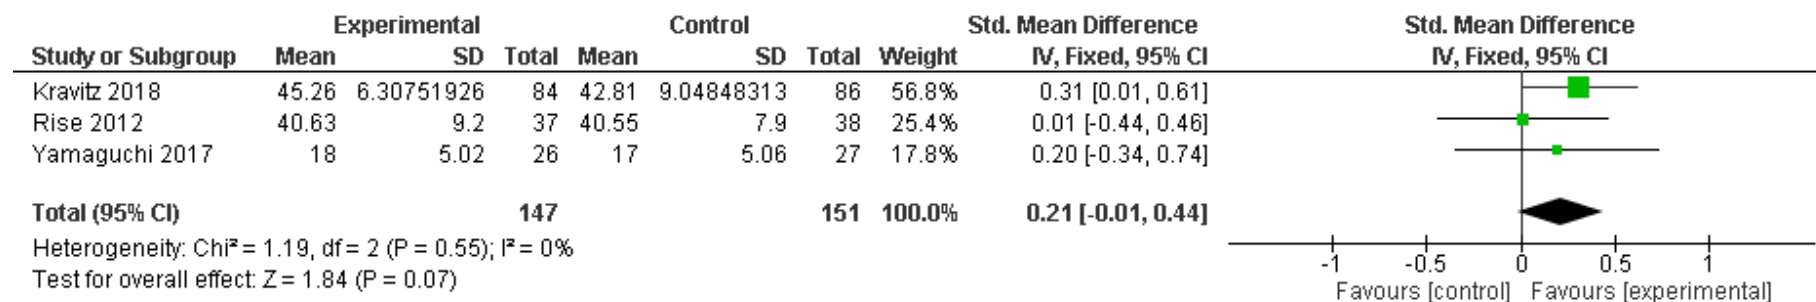 Experimental Control Std. Mean Difference Std. Mean Difference
Study or Subgroup Mean SD Total Mean SD Total Weight IV, Fixed, 95% CI IV, Fixed, 95% CI
Kravitz 2018 45.26 6.30751926 84 42.81 9.04848313 86 56.8% 0.31 [0.01, 0.61]
Rise 2012 40.63 9.2 37 40.55 7.9 38 25.4% 0.01 [-0.44, 0.46]
Yamaguchi 2017 18 5.02 26 17 5.06 27 17.8% 0.20 [-0.34, 0.74]
Total (95% CI) 147 151 100.0% 0.21 [-0.01, 0.44]
Heterogeneity: Chi² = 1.19, df = 2 (P = 0.55); I² = 0%
Test for overall effect: Z = 1.84 (P = 0.07)
-1 -0.5 0 0.5 1
Favours [control] Favours [experimental]